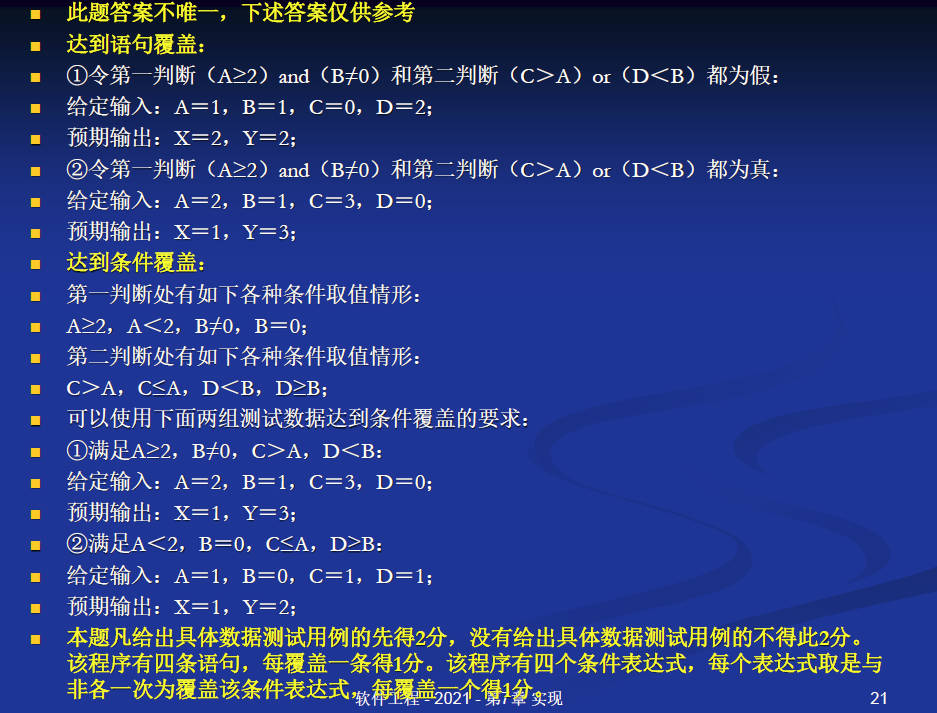 此题答案不唯一，下述答案仅供参考
达到语句覆盖：
①令第一判断（A≥2）and（B≠0）和第二判断（C＞A）or（D＜B）都为假：
给定输入：A＝1，B＝1，C＝0，D＝2；
预期输出：X＝2，Y＝2；
②令第一判断（A≥2）and（B≠0）和第二判断（C＞A）or（D＜B）都为真：
给定输入：A＝2，B＝1，C＝3，D＝0；
预期输出：X＝1，Y＝3；
达到条件覆盖：
第一判断处有如下各种条件取值情形：
A≥2，A＜2，B≠0，B＝0；
第二判断处有如下各种条件取值情形：
C＞A，C≤A，D＜B，D≥B；
可以使用下面两组测试数据达到条件覆盖的要求：
①满足A≥2，B≠0，C＞A，D＜B：
给定输入：A＝2，B＝1，C＝3，D＝0；
预期输出：X＝1，Y＝3；
②满足A＜2，B＝0，C≤A，D≥B：
给定输入：A＝1，B＝0，C＝1，D＝1；
预期输出：X＝1，Y＝2；
本题凡给出具体数据测试用例的先得2分，没有给出具体数据测试用例的不得此2分。
该程序有四条语句，每覆盖一条得1分。该程序有四个条件表达式，每个表达式取是与
非各一次为覆盖该条件表达式，每覆盖一个得1分。
软件工程 - 2021 - 第7章 实现
21